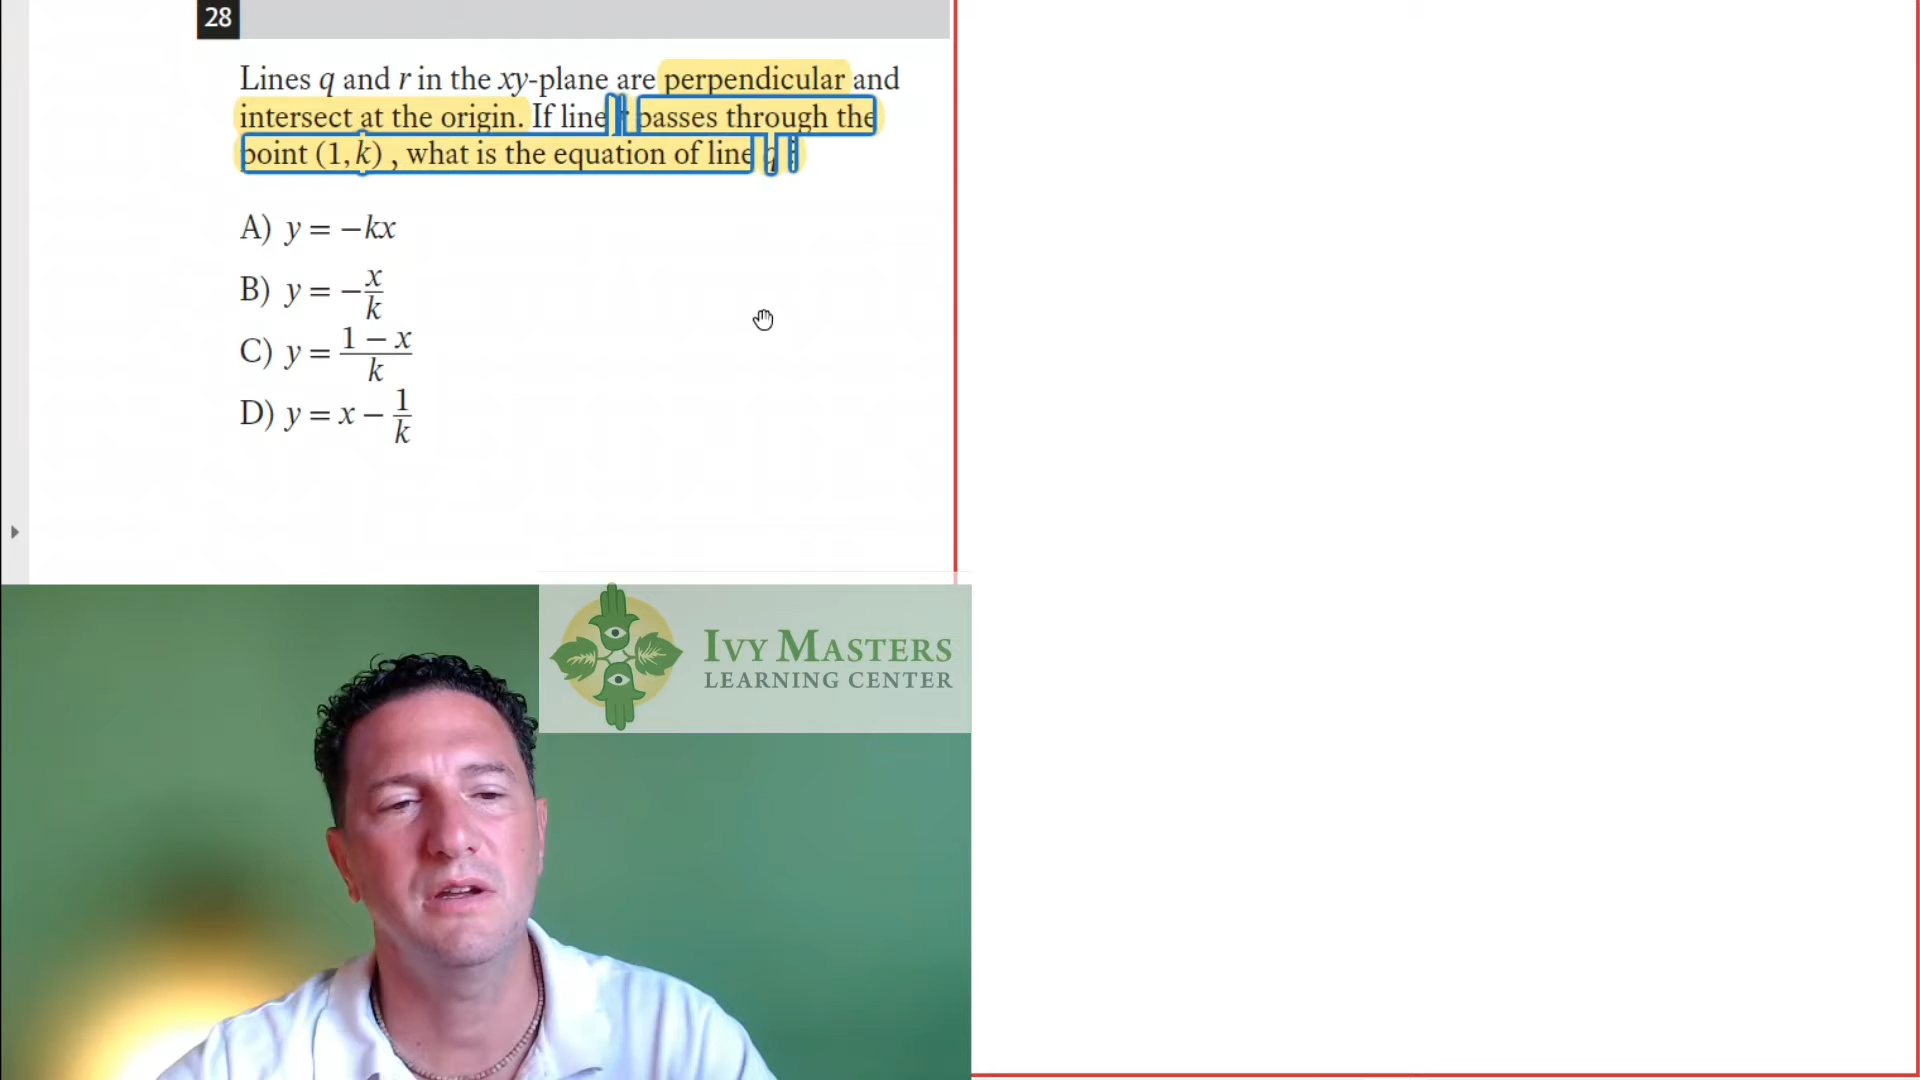 28
Lines q and r in the xy-plane are perpendicular and
intersect at the origin. If line r passes through the
point (1, k) , what is the equation of line q ?
A) y = −kx
B) y = −x/k
C) y = (1 − x)/k
D) y = x − 1/k
IVY MASTERS
LEARNING CENTER